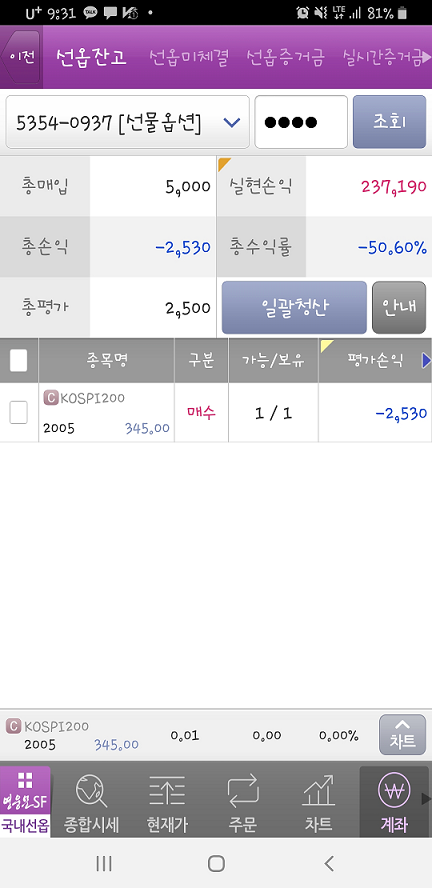 U+ 9:31 TALK LTE 81%
이전 선옵잔고 선옵미체결 선옵증거금 실시간증거금
5354-0937 [선물옵션] ●●●● 조회
총매입 5,000 실현손익 237,190
총손익 -2,530 총수익률 -50.60%
총평가 2,500 일괄청산 안내
종목명 구분 가능/보유 평가손익
C KOSPI200
2005 345.00 매수 1 / 1 -2,530
C KOSPI200
2005 345.00 0.01 0.00 0.00% 차트
영웅문SF
국내선옵 종합시세 현재가 주문 차트 계좌